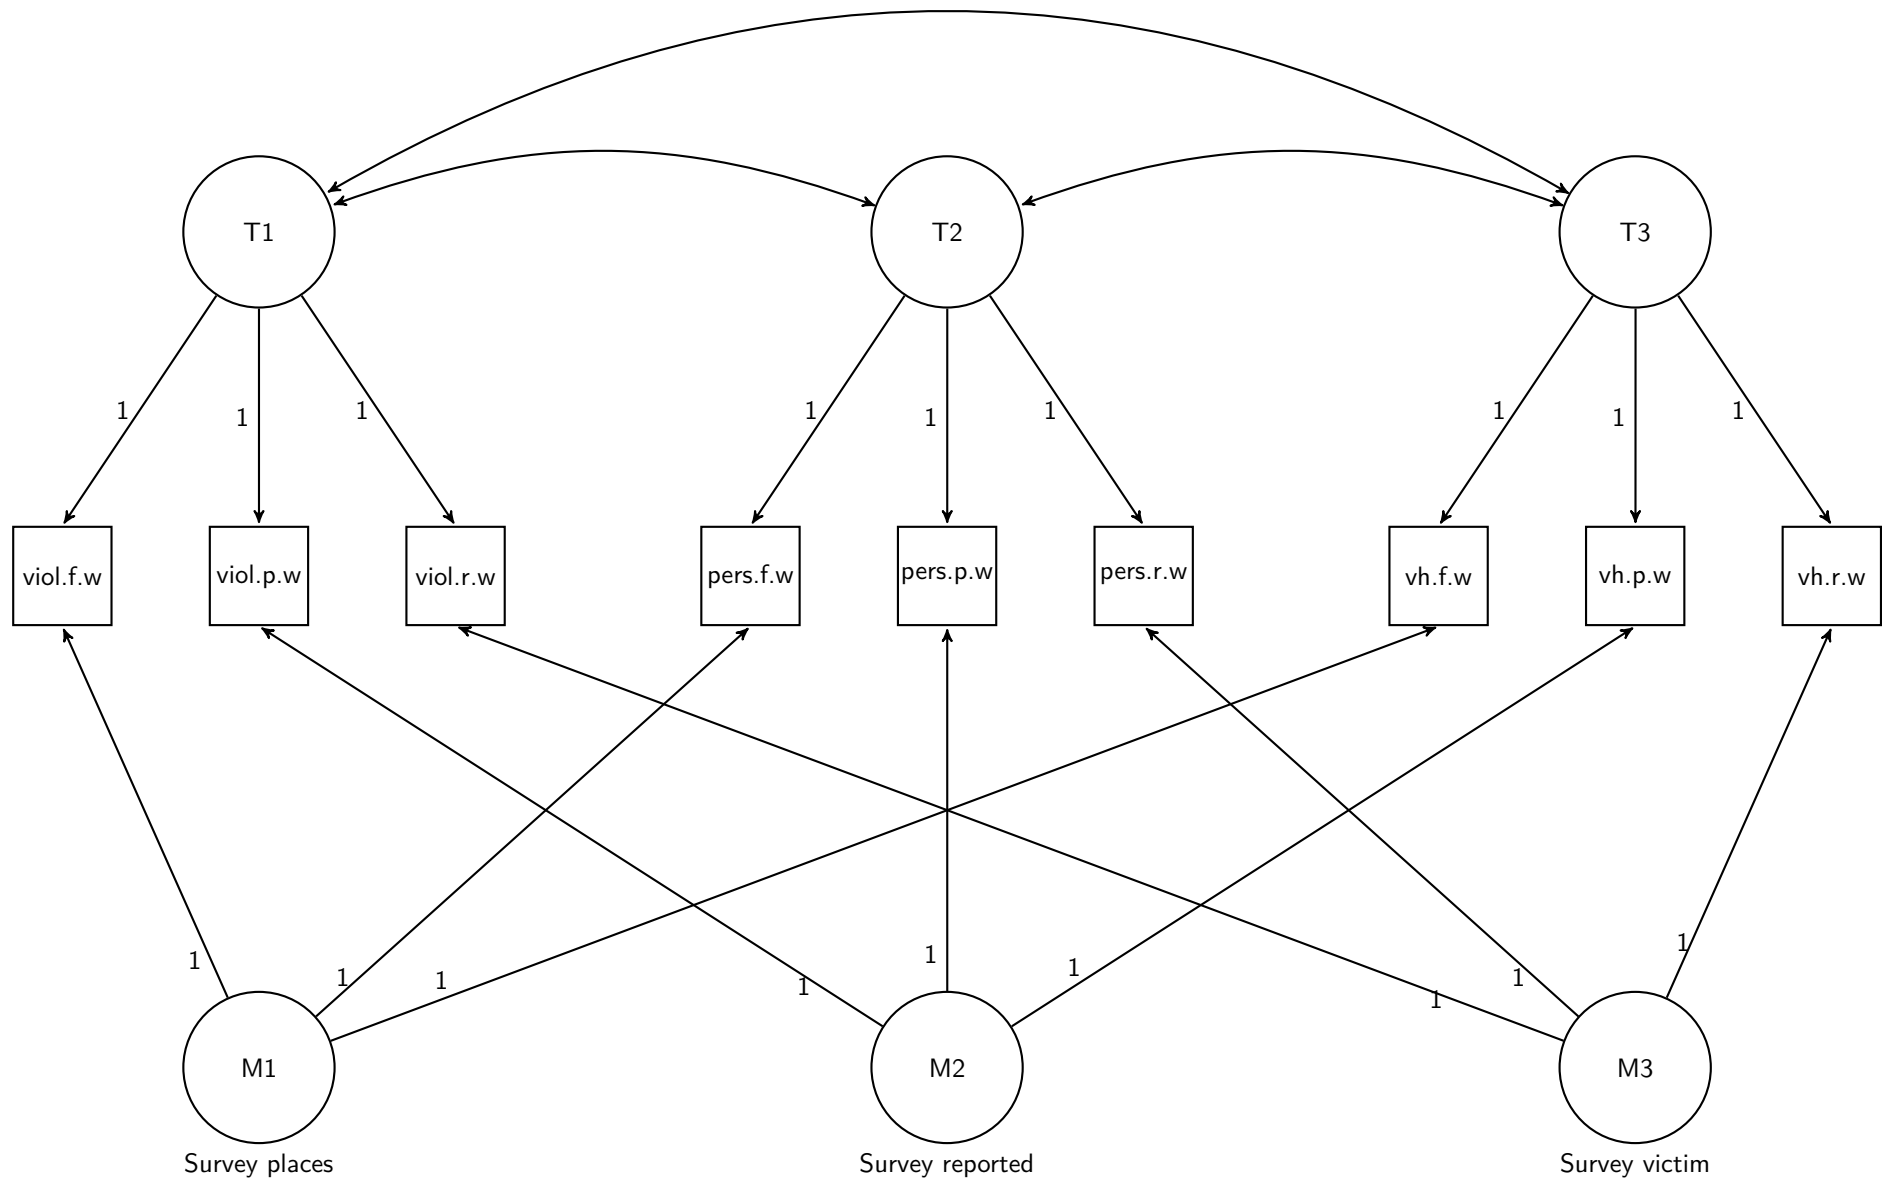 T1
T2
T3
1
1
1
1
1
1
1
1
1
viol.f.w
viol.p.w
viol.r.w
pers.f.w
pers.p.w
pers.r.w
vh.f.w
vh.p.w
vh.r.w
1
1
1
1
1
1
1
1
1
M1
M2
M3
Survey places
Survey reported
Survey victim